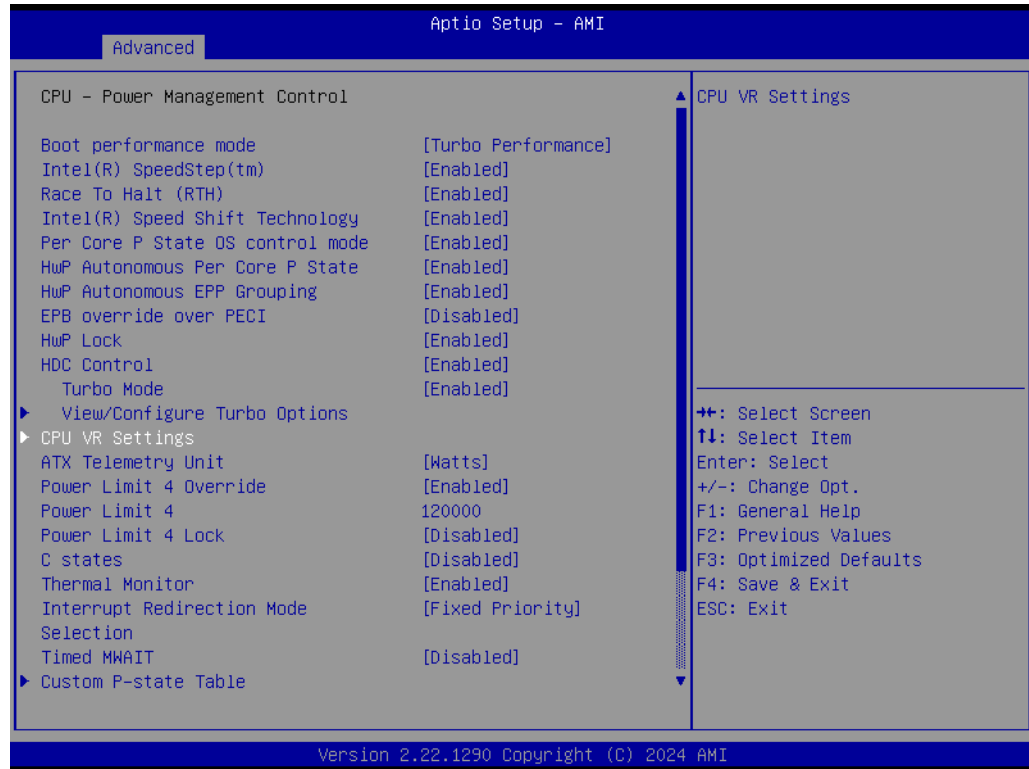 Aptio Setup – AMI
Advanced
CPU – Power Management Control
CPU VR Settings
Boot performance mode [Turbo Performance]
Intel(R) SpeedStep(tm) [Enabled]
Race To Halt (RTH) [Enabled]
Intel(R) Speed Shift Technology [Enabled]
Per Core P State OS control mode [Enabled]
HwP Autonomous Per Core P State [Enabled]
HwP Autonomous EPP Grouping [Enabled]
EPB override over PECI [Disabled]
HwP Lock [Enabled]
HDC Control [Enabled]
Turbo Mode [Enabled]
View/Configure Turbo Options
CPU VR Settings
ATX Telemetry Unit [Watts]
Power Limit 4 Override [Enabled]
Power Limit 4 120000
Power Limit 4 Lock [Disabled]
C states [Disabled]
Thermal Monitor [Enabled]
Interrupt Redirection Mode [Fixed Priority]
Selection
Timed MWAIT [Disabled]
Custom P-state Table
→←: Select Screen
↑↓: Select Item
Enter: Select
+/-: Change Opt.
F1: General Help
F2: Previous Values
F3: Optimized Defaults
F4: Save & Exit
ESC: Exit
Version 2.22.1290 Copyright (C) 2024 AMI